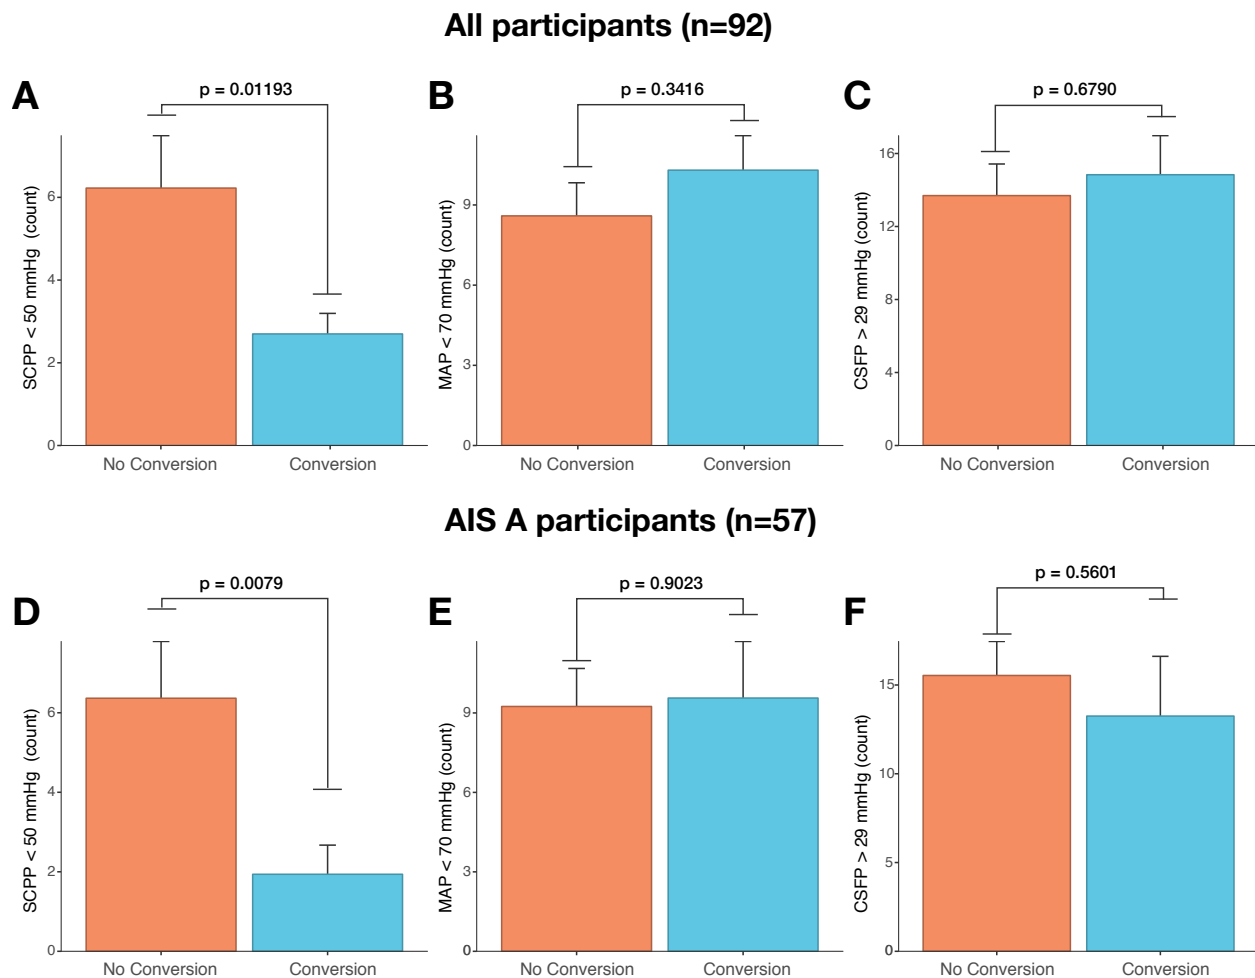 All participants (n=92)
A
p = 0.01193
SCPP < 50 mmHg (count)
6
4
2
0
No Conversion
Conversion
B
p = 0.3416
MAP < 70 mmHg (count)
9
6
3
0
No Conversion
Conversion
C
p = 0.6790
CSFP > 29 mmHg (count)
16
12
8
4
0
No Conversion
Conversion
AIS A participants (n=57)
D
p = 0.0079
SCPP < 50 mmHg (count)
6
4
2
0
No Conversion
Conversion
E
p = 0.9023
MAP < 70 mmHg (count)
9
6
3
0
No Conversion
Conversion
F
p = 0.5601
CSFP > 29 mmHg (count)
15
10
5
0
No Conversion
Conversion